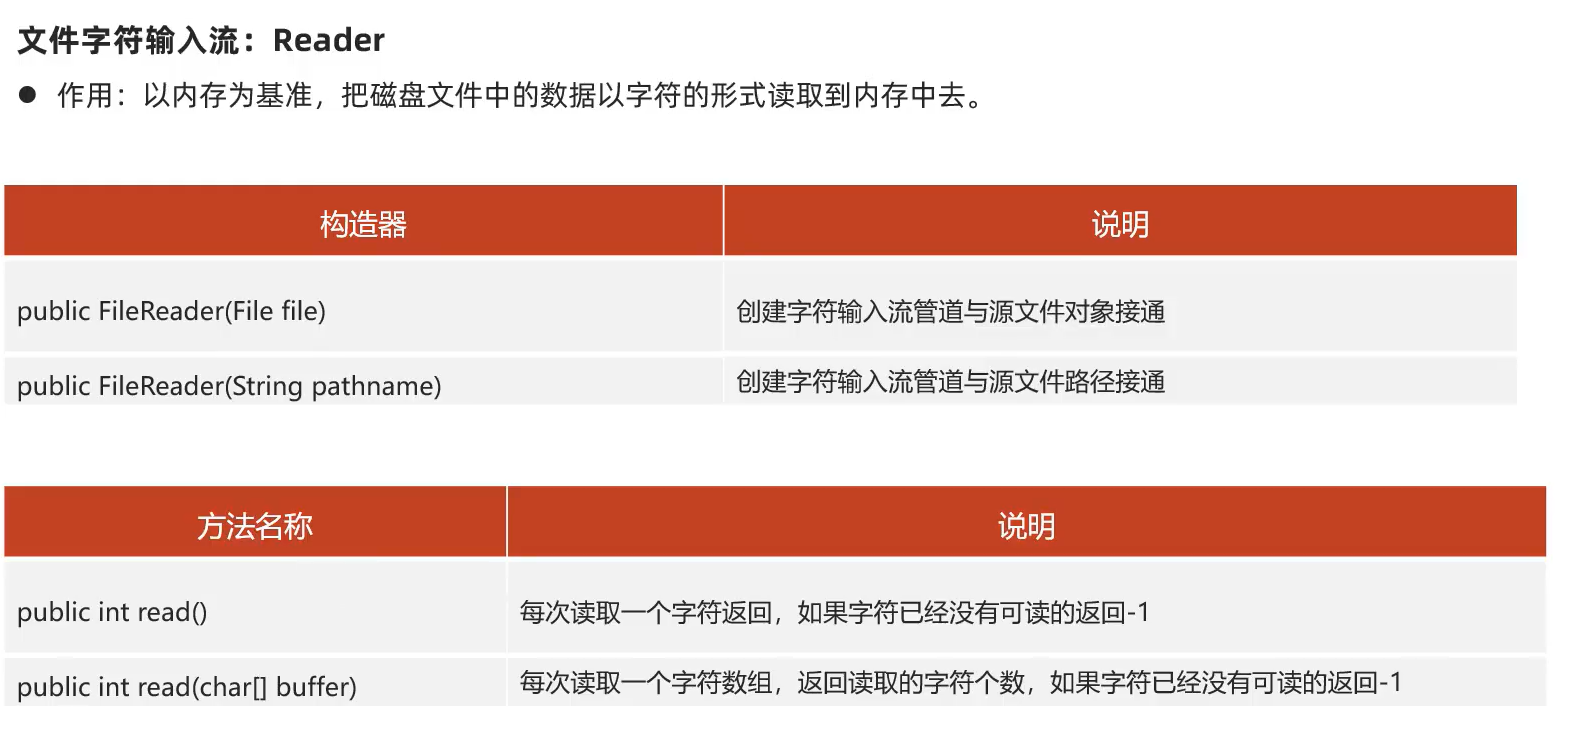 文件字符输入流：Reader
● 作用：以内存为基准，把磁盘文件中的数据以字符的形式读取到内存中去。
构造器 说明
public FileReader(File file) 创建字符输入流管道与源文件对象接通
public FileReader(String pathname) 创建字符输入流管道与源文件路径接通
方法名称 说明
public int read() 每次读取一个字符返回，如果字符已经没有可读的返回-1
public int read(char[] buffer) 每次读取一个字符数组，返回读取的字符个数，如果字符已经没有可读的返回-1